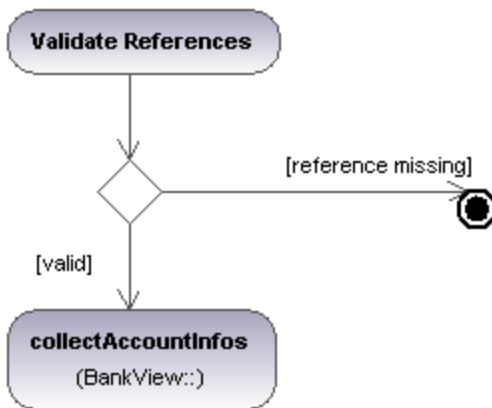 Validate References
[reference missing]
[valid]
collectAccountInfos
(BankView::)